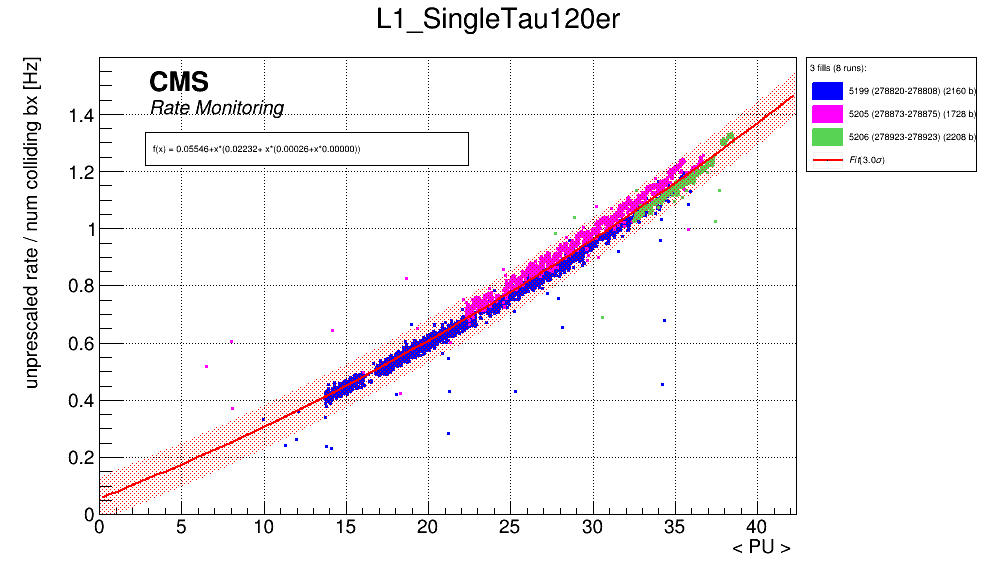 L1_SingleTau120er
unprescaled rate / num colliding bx [Hz]
CMS
Rate Monitoring
f(x) = 0.05546+x*(0.02232+ x*(0.00026+x*0.00000))
3 fills (8 runs):
5199 (278820-278808) (2160 b)
5205 (278873-278875) (1728 b)
5206 (278923-278923) (2208 b)
Fit(3.0σ)
1.4
1.2
1
0.8
0.6
0.4
0.2
0
0 5 10 15 20 25 30 35 40
< PU >